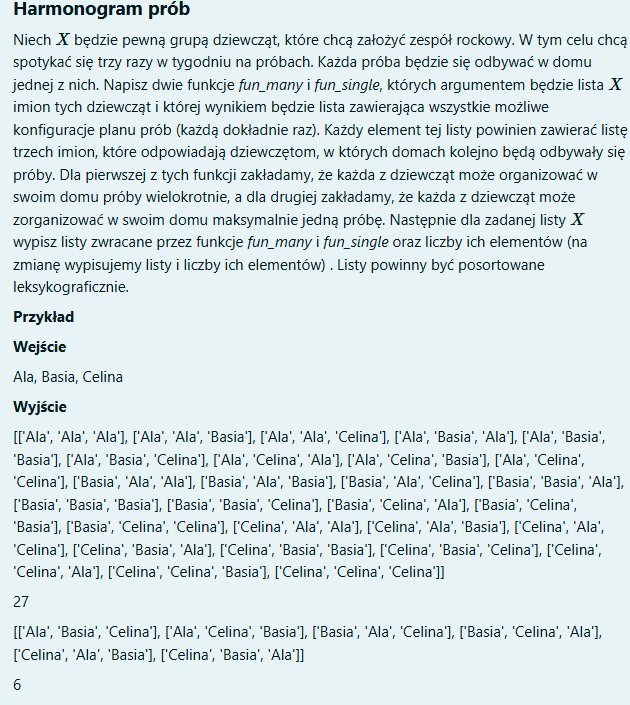 Harmonogram prób
Niech X będzie pewną grupą dziewcząt, które chcą założyć zespół rockowy. W tym celu chcą
spotykać się trzy razy w tygodniu na próbach. Każda próba będzie się odbywać w domu
jednej z nich. Napisz dwie funkcje fun_many i fun_single, których argumentem będzie lista X
imion tych dziewcząt i której wynikiem będzie lista zawierająca wszystkie możliwe
konfiguracje planu prób (każdą dokładnie raz). Każdy element tej listy powinien zawierać listę
trzech imion, które odpowiadają dziewczętom, w których domach kolejno będą odbywały się
próby. Dla pierwszej z tych funkcji zakładamy, że każda z dziewcząt może organizować w
swoim domu próby wielokrotnie, a dla drugiej zakładamy, że każda z dziewcząt może
zorganizować w swoim domu maksymalnie jedną próbę. Następnie dla zadanej listy X
wypisz listy zwracane przez funkcje fun_many i fun_single oraz liczby ich elementów (na
zmianę wypisujemy listy i liczby ich elementów) . Listy powinny być posortowane
leksykograficznie.
Przykład
Wejście
Ala, Basia, Celina
Wyjście
[['Ala', 'Ala', 'Ala'], ['Ala', 'Ala', 'Basia'], ['Ala', 'Ala', 'Celina'], ['Ala', 'Basia', 'Ala'], ['Ala', 'Basia',
'Basia'], ['Ala', 'Basia', 'Celina'], ['Ala', 'Celina', 'Ala'], ['Ala', 'Celina', 'Basia'], ['Ala', 'Celina',
'Celina'], ['Basia', 'Ala', 'Ala'], ['Basia', 'Ala', 'Basia'], ['Basia', 'Ala', 'Celina'], ['Basia', 'Basia', 'Ala'],
['Basia', 'Basia', 'Basia'], ['Basia', 'Basia', 'Celina'], ['Basia', 'Celina', 'Ala'], ['Basia', 'Celina',
'Basia'], ['Basia', 'Celina', 'Celina'], ['Celina', 'Ala', 'Ala'], ['Celina', 'Ala', 'Basia'], ['Celina', 'Ala',
'Celina'], ['Celina', 'Basia', 'Ala'], ['Celina', 'Basia', 'Basia'], ['Celina', 'Basia', 'Celina'], ['Celina',
'Celina', 'Ala'], ['Celina', 'Celina', 'Basia'], ['Celina', 'Celina', 'Celina']]
27
[['Ala', 'Basia', 'Celina'], ['Ala', 'Celina', 'Basia'], ['Basia', 'Ala', 'Celina'], ['Basia', 'Celina', 'Ala'],
['Celina', 'Ala', 'Basia'], ['Celina', 'Basia', 'Ala']]
6